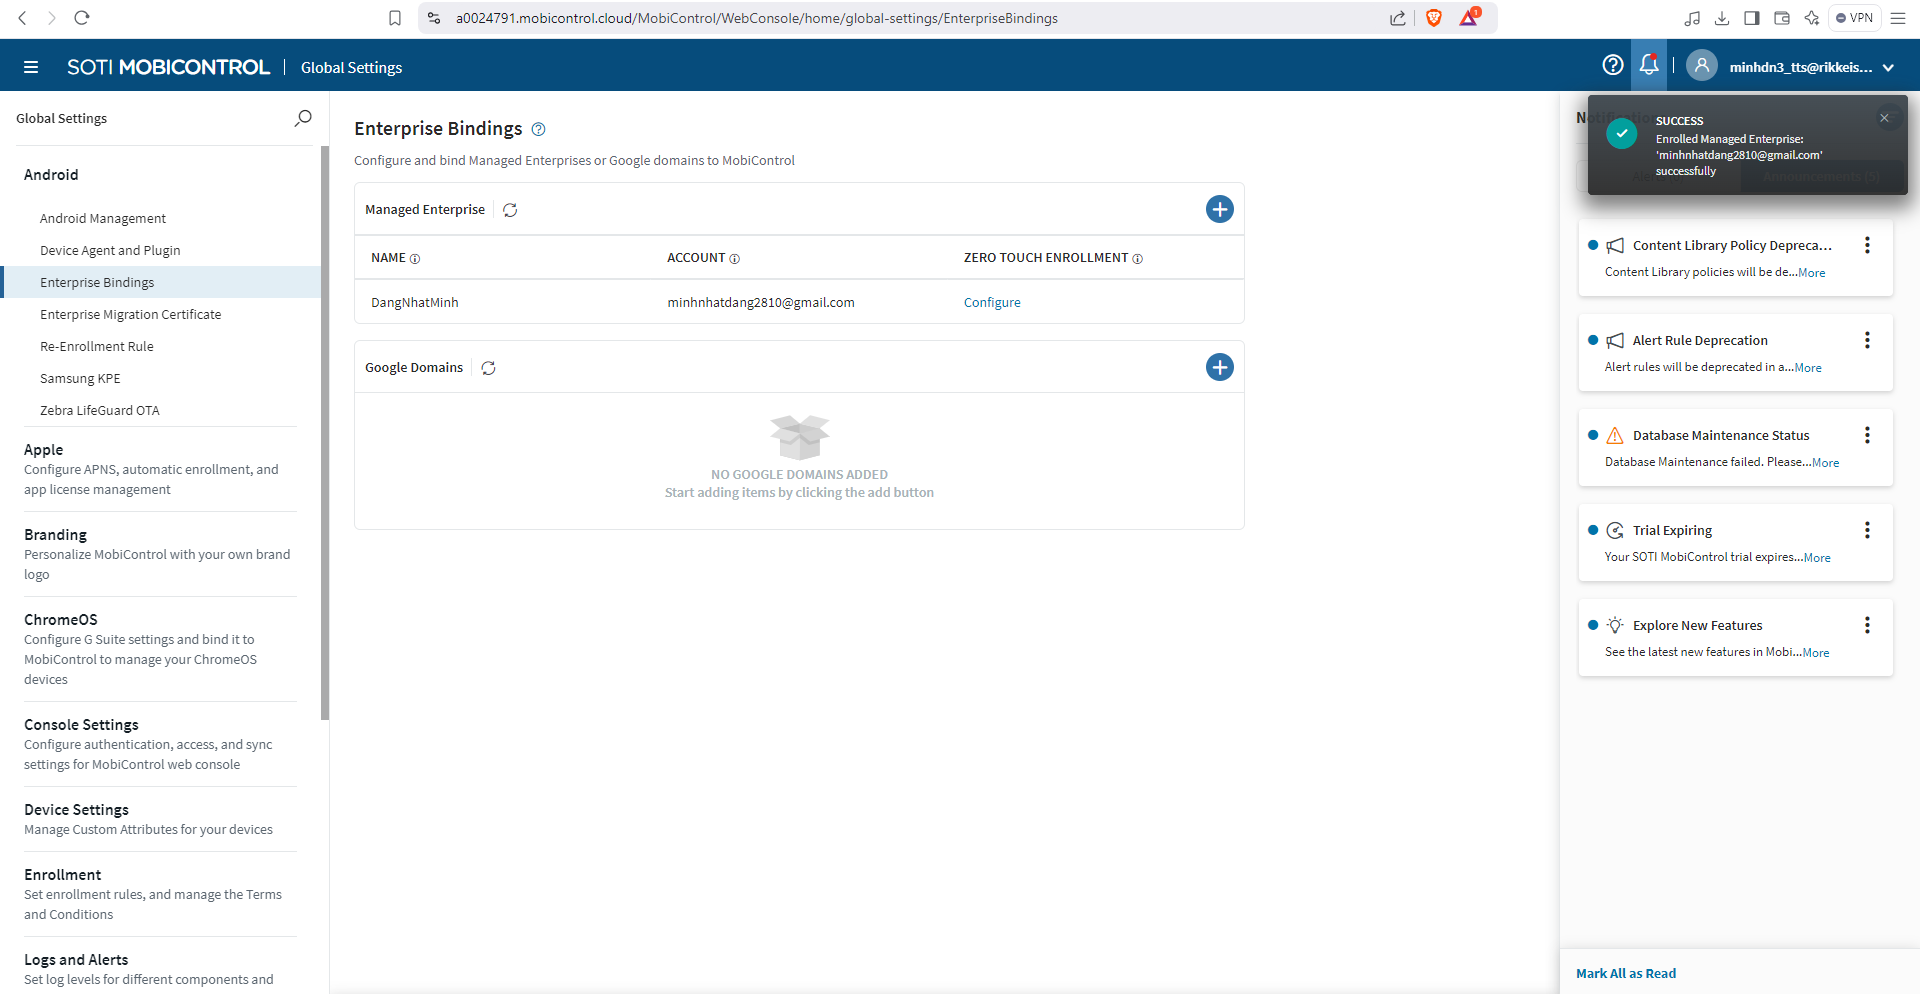 a0024791.mobicontrol.cloud/MobiControl/WebConsole/home/global-settings/EnterpriseBindings
1
VPN
SOTI MOBICONTROL
Global Settings
minhdn3_tts@rikkeis...
Global Settings
Android
Android Management
Device Agent and Plugin
Enterprise Bindings
Enterprise Migration Certificate
Re-Enrollment Rule
Samsung KPE
Zebra LifeGuard OTA
Apple
Configure APNS, automatic enrollment, and
app license management
Branding
Personalize MobiControl with your own brand
logo
ChromeOS
Configure G Suite settings and bind it to
MobiControl to manage your ChromeOS
devices
Console Settings
Configure authentication, access, and sync
settings for MobiControl web console
Device Settings
Manage Custom Attributes for your devices
Enrollment
Set enrollment rules, and manage the Terms
and Conditions
Logs and Alerts
Set log levels for different components and
Enterprise Bindings
Configure and bind Managed Enterprises or Google domains to MobiControl
Managed Enterprise
NAME
ACCOUNT
ZERO TOUCH ENROLLMENT
DangNhatMinh
minhnhatdang2810@gmail.com
Configure
Google Domains
NO GOOGLE DOMAINS ADDED
Start adding items by clicking the add button
SUCCESS
Enrolled Managed Enterprise:
'minhnhatdang2810@gmail.com'
successfully
Announcements (5)
Content Library Policy Depreca...
Content Library policies will be de...More
Alert Rule Deprecation
Alert rules will be deprecated in a...More
Database Maintenance Status
Database Maintenance failed. Please...More
Trial Expiring
Your SOTI MobiControl trial expires...More
Explore New Features
See the latest new features in Mobi...More
Mark All as Read